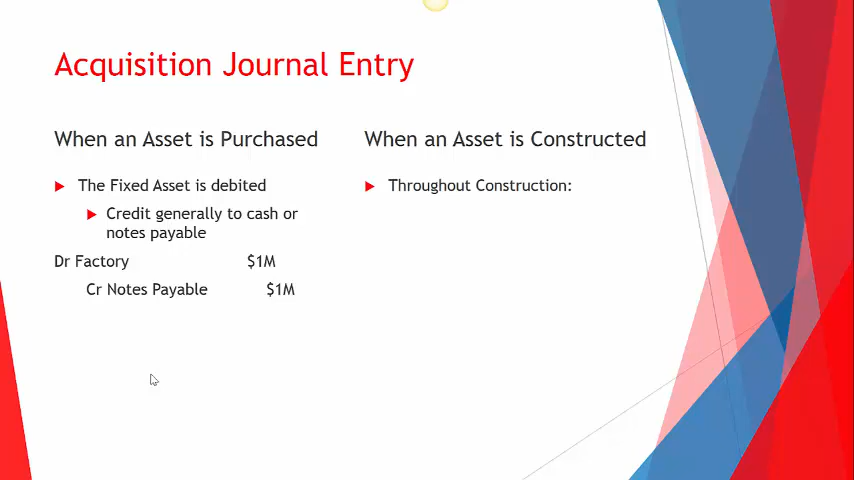 Acquisition Journal Entry
When an Asset is Purchased
The Fixed Asset is debited
Credit generally to cash or
notes payable
Dr Factory $1M
Cr Notes Payable $1M
When an Asset is Constructed
Throughout Construction: